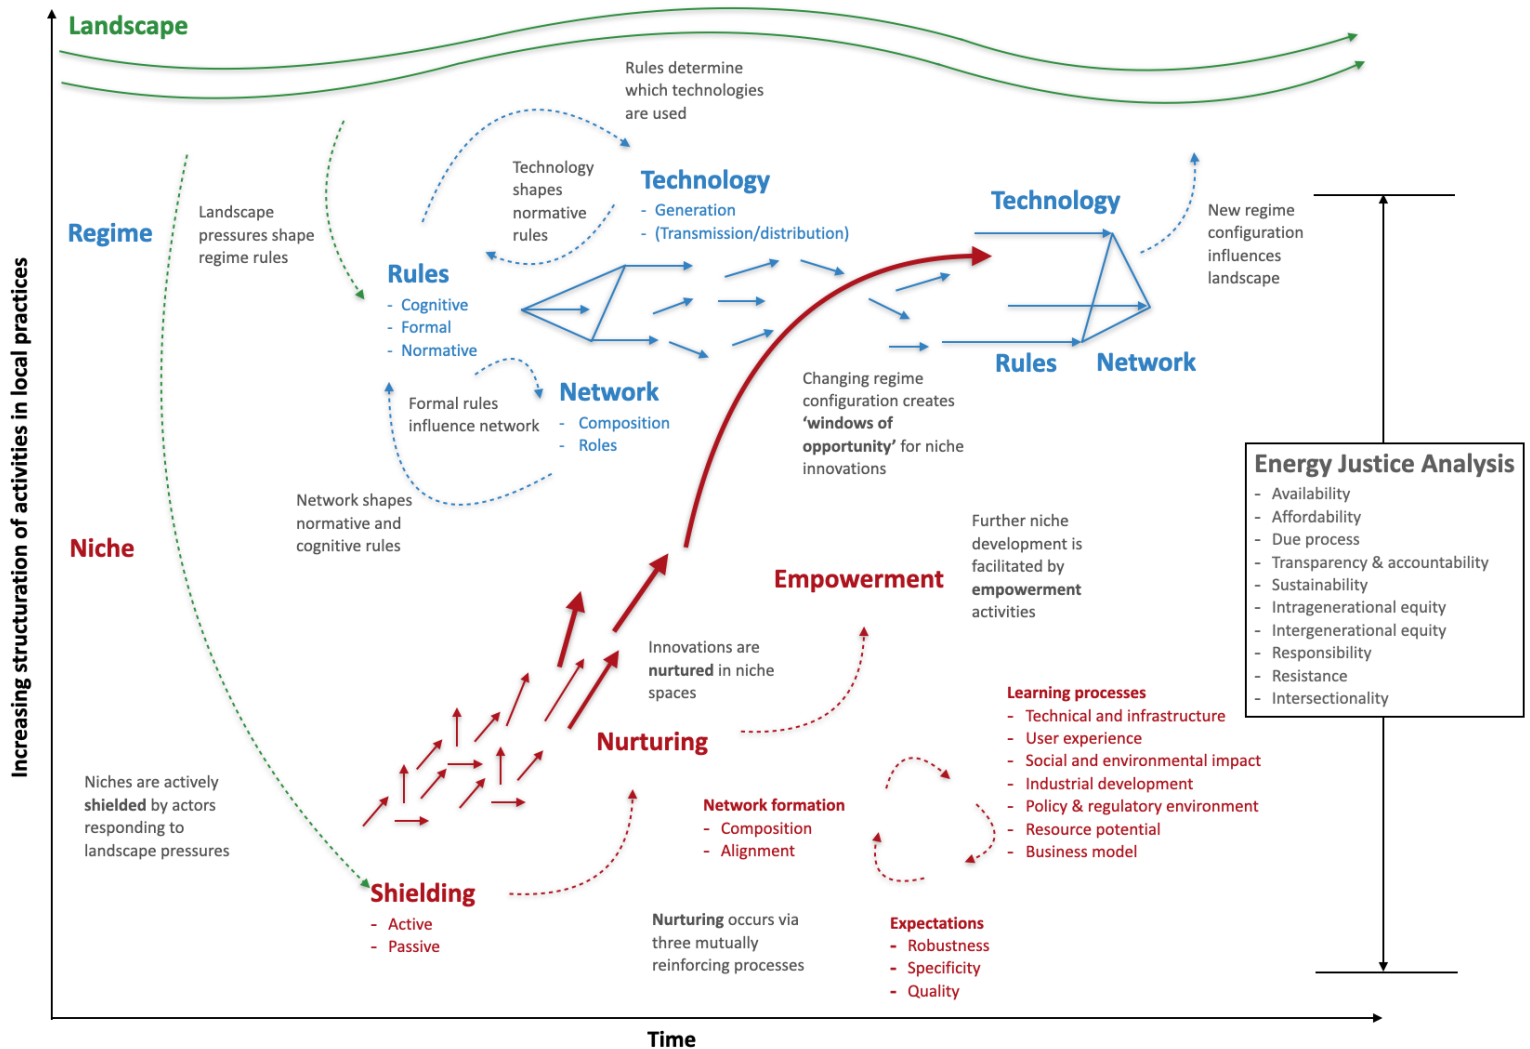 Landscape
Rules determine
which technologies
are used
Technology
shapes
normative
rules
Technology
- Generation
- (Transmission/distribution)
Technology
Landscape
pressures shape
regime rules
Regime
New regime
configuration
influences
landscape
Rules
- Cognitive
- Formal
- Normative
Rules
Network
Network
- Composition
- Roles
Formal rules
influence network
Changing regime
configuration creates
‘windows of
opportunity’ for niche
innovations
Network shapes
normative and
cognitive rules
Energy Justice Analysis
- Availability
- Affordability
- Due process
- Transparency & accountability
- Sustainability
- Intragenerational equity
- Intergenerational equity
- Responsibility
- Resistance
- Intersectionality
Niche
Further niche
development is
facilitated by
empowerment
activities
Empowerment
Innovations are
nurtured in niche
spaces
Nurturing
Learning processes
- Technical and infrastructure
- User experience
- Social and environmental impact
- Industrial development
- Policy & regulatory environment
- Resource potential
- Business model
Network formation
- Composition
- Alignment
Niches are actively
shielded by actors
responding to
landscape pressures
Shielding
- Active
- Passive
Nurturing occurs via
three mutually
reinforcing processes
Expectations
- Robustness
- Specificity
- Quality
Increasing structuration of activities in local practices
Time